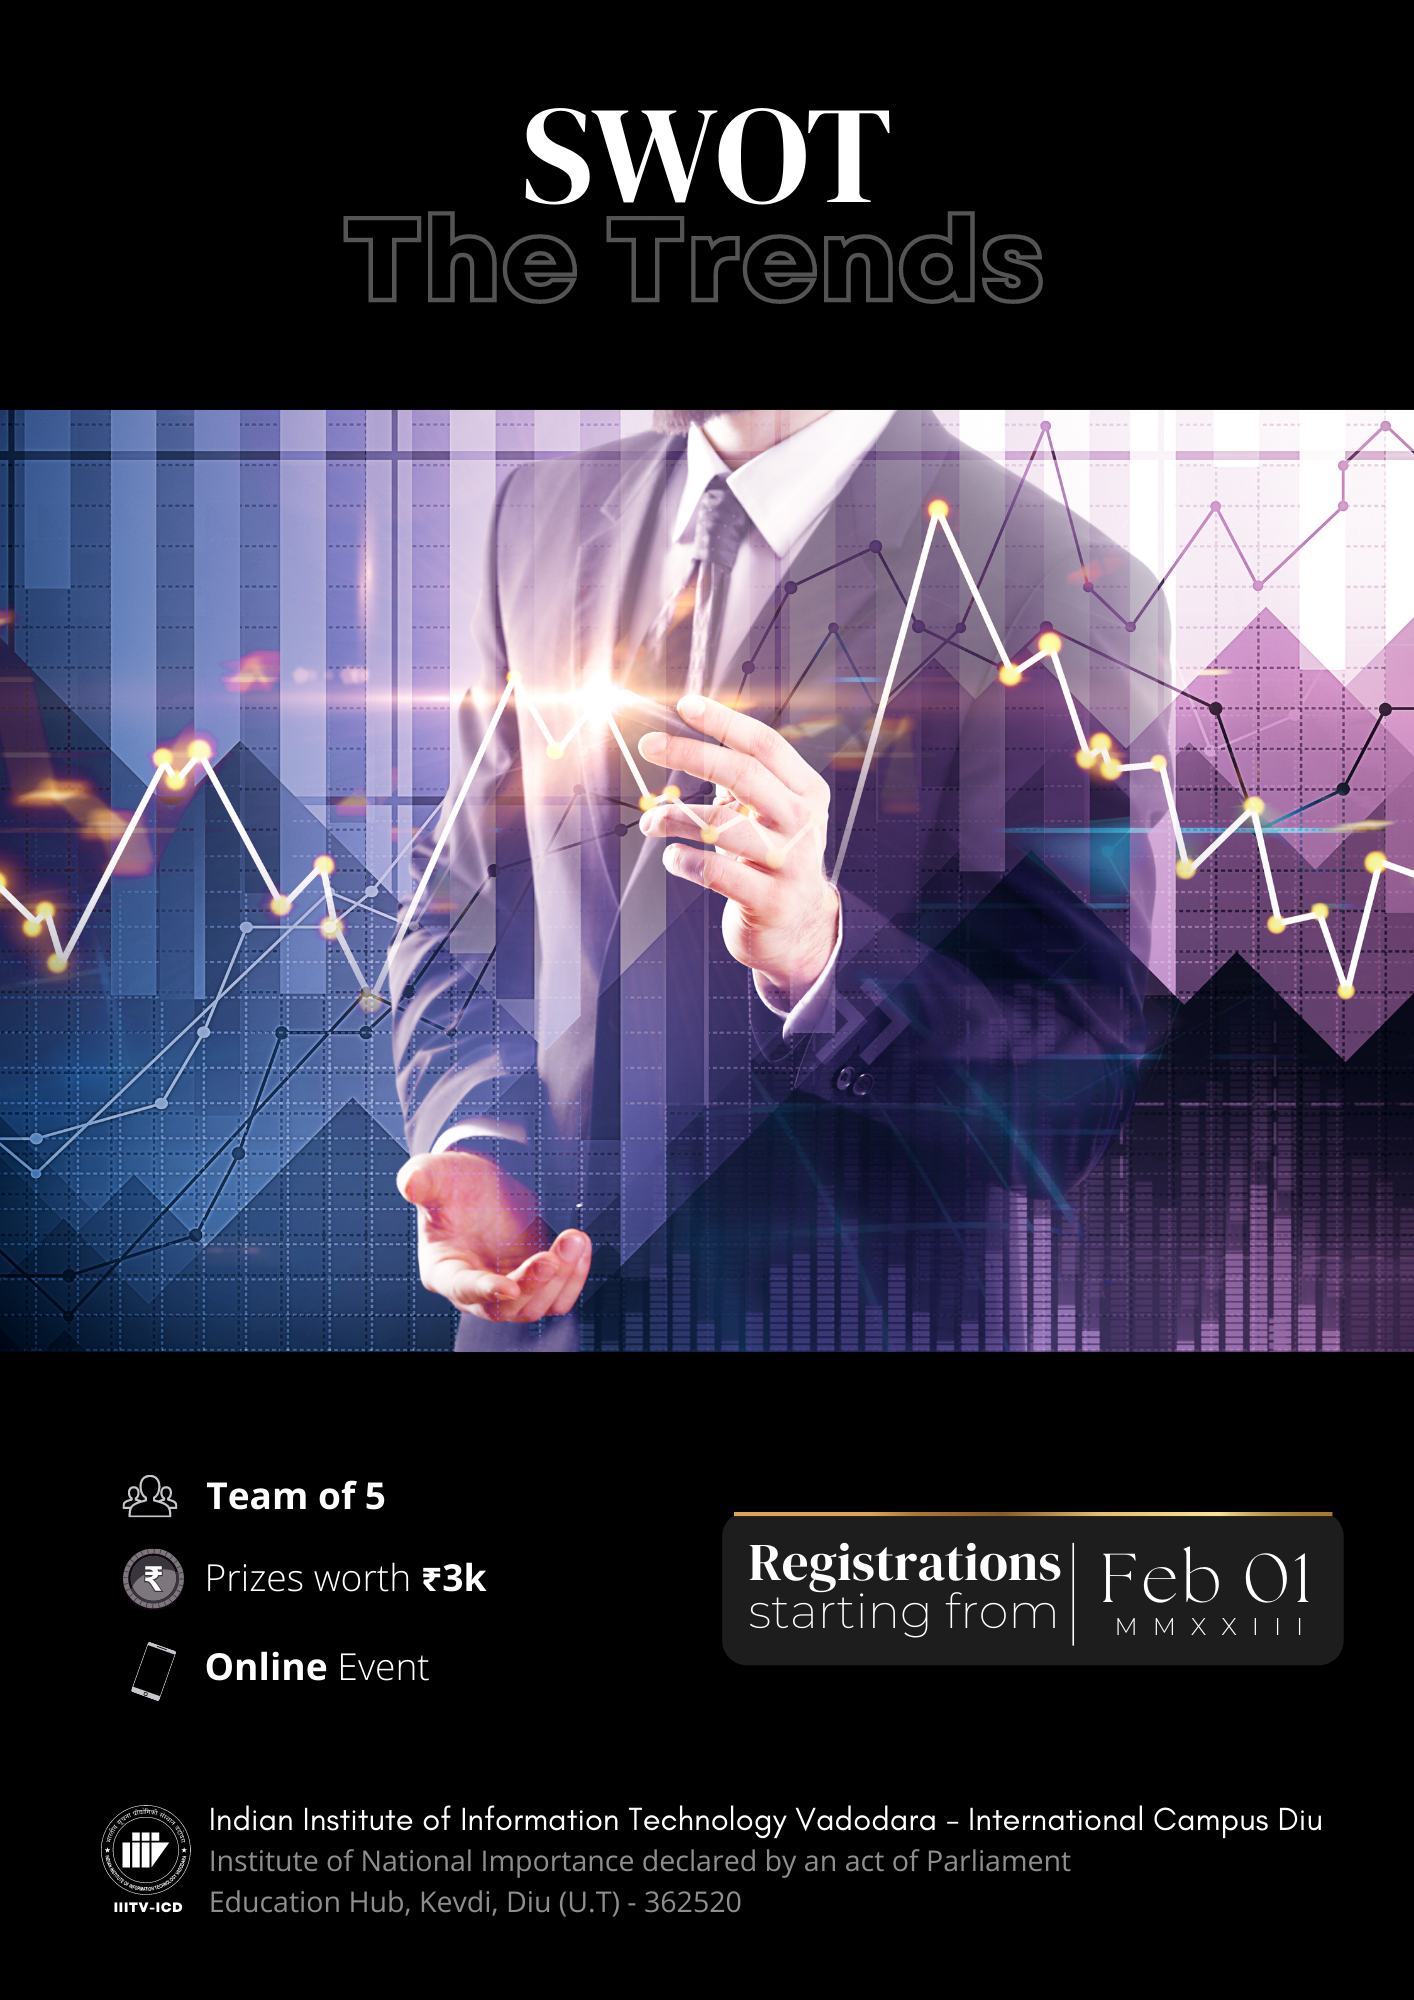 SWOT
The Trends
Team of 5
₹
Prizes worth ₹3k
Online Event
Registrations
starting from
Feb 01
MMXXIII
Indian Institute of Information Technology Vadodara - International Campus Diu
Institute of National Importance declared by an act of Parliament
Education Hub, Kevdi, Diu (U.T) - 362520
IIITV-ICD